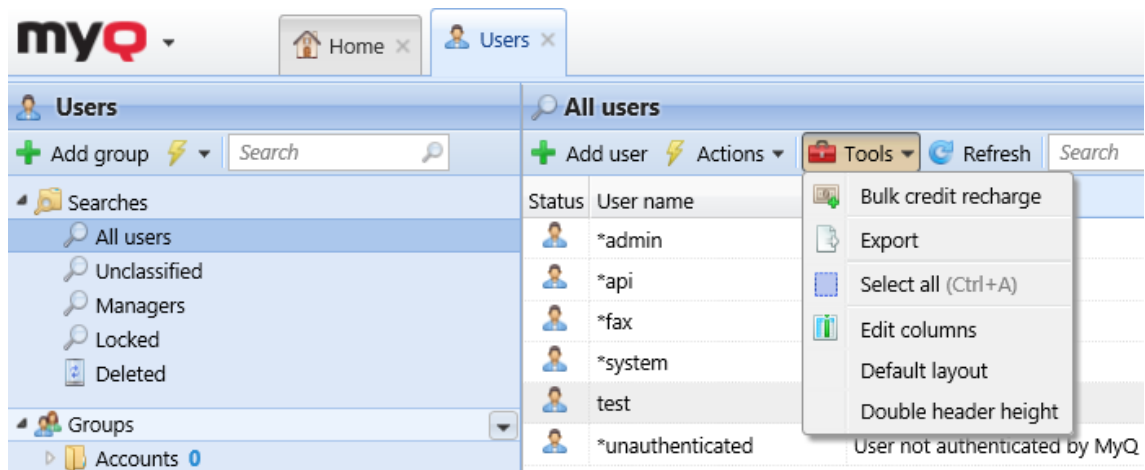 myQ
Home
Users
Users
All users
Add group
Search
Add user
Actions
Tools
Refresh
Search
Searches
All users
Unclassified
Managers
Locked
Deleted
Groups
Accounts 0
Status User name
*admin
*api
*fax
*system
test
*unauthenticated
User not authenticated by MyQ
Bulk credit recharge
Export
Select all (Ctrl+A)
Edit columns
Default layout
Double header height